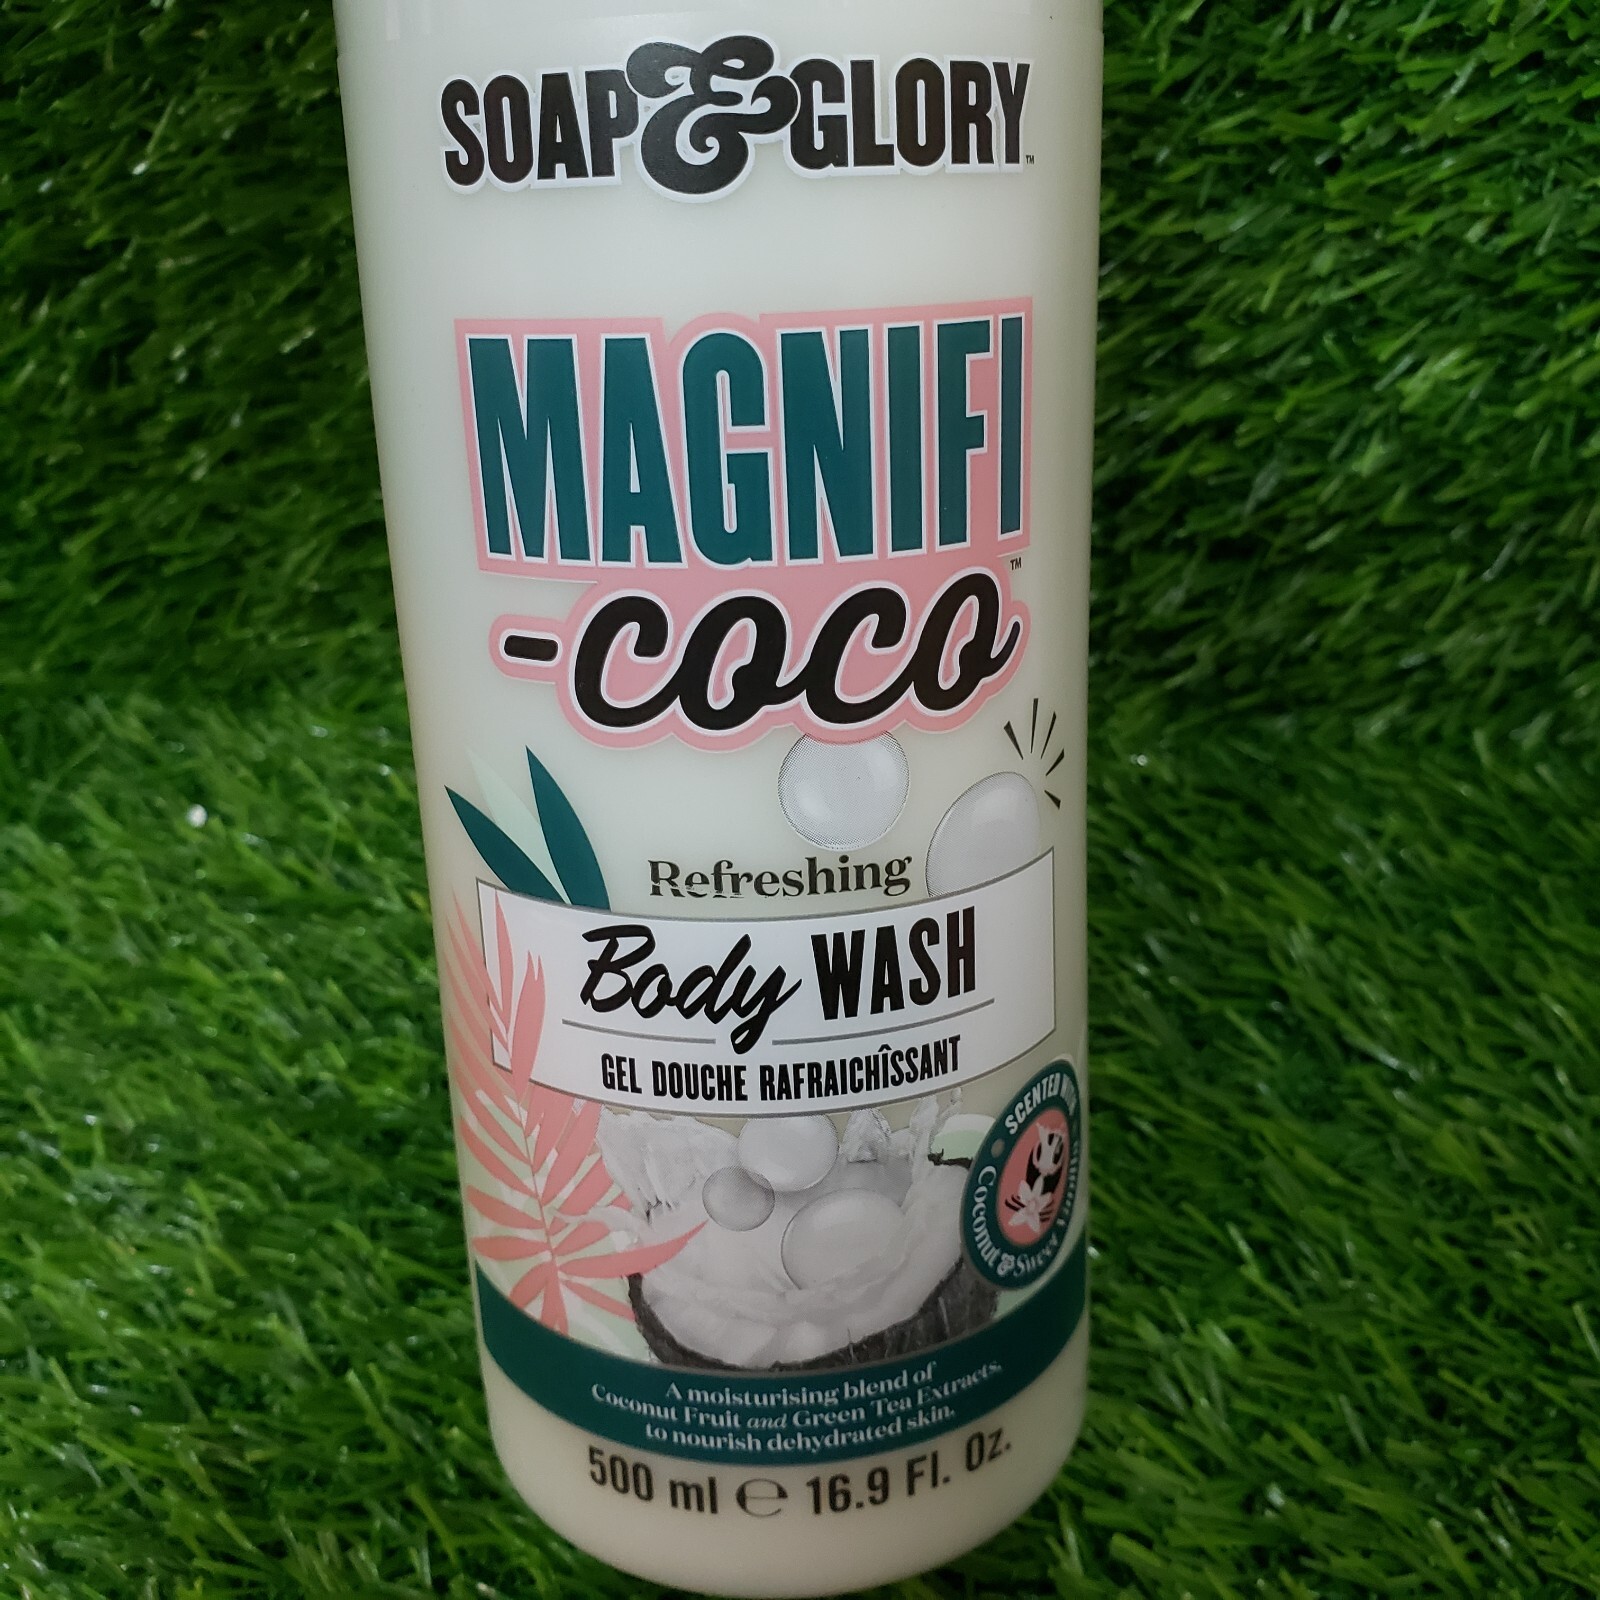 SOAP & GLORY™
MAGNIFI
-COCO™
Refreshing
Body WASH
GEL DOUCHE RAFRAICHÎSSANT
SCENTED WITH
Coconut & Sweet
A moisturising blend of
Coconut Fruit and Green Tea Extracts,
to nourish dehydrated skin.
500 ml ℮ 16.9 Fl. Oz.